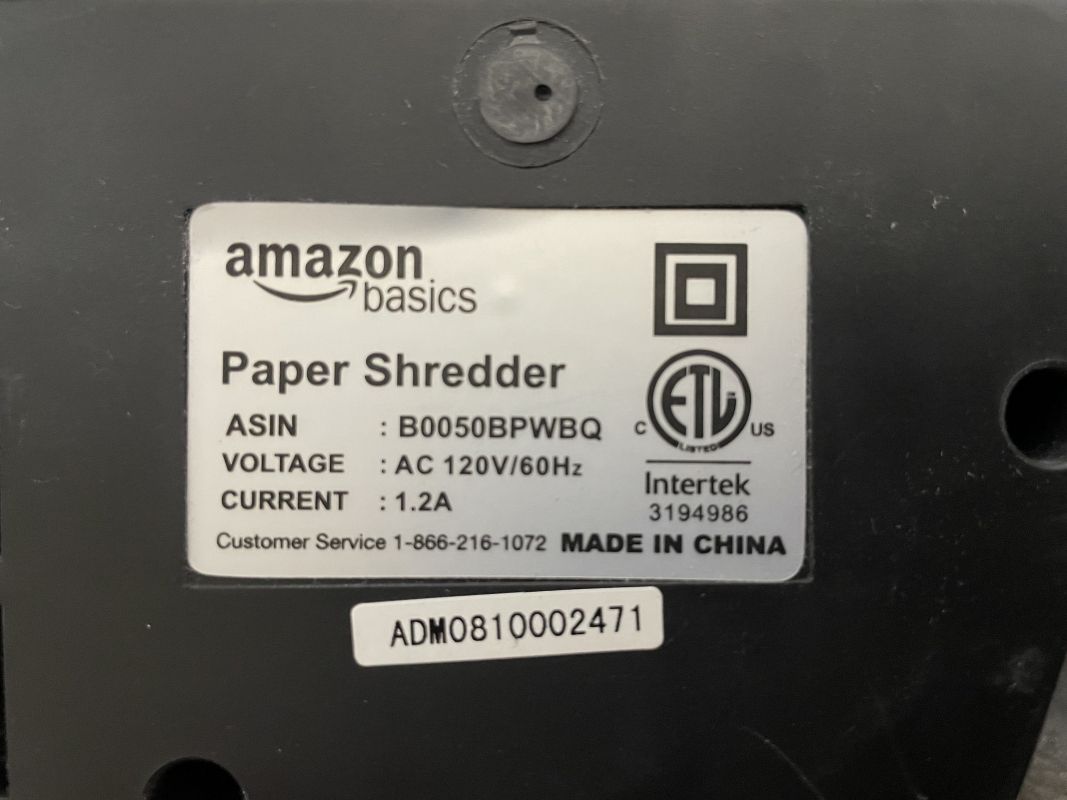 amazon
basics
Paper Shredder
ASIN : B0050BPWBQ
VOLTAGE : AC 120V/60Hz
CURRENT : 1.2A
Customer Service 1-866-216-1072 MADE IN CHINA
ETL
C US
LISTED
Intertek
3194986
ADM0810002471